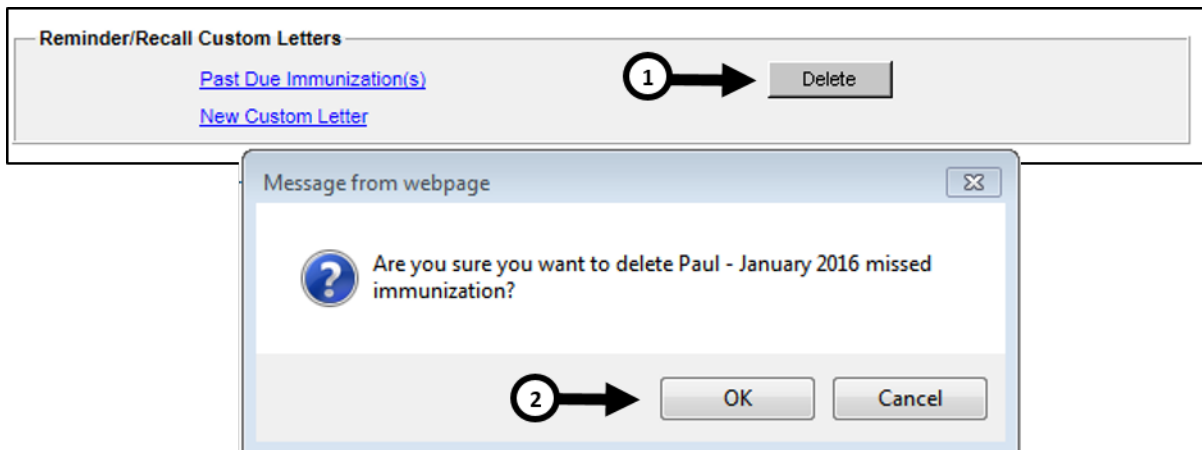 Reminder/Recall Custom Letters
Past Due Immunization(s)
1
Delete
New Custom Letter
Message from webpage
Are you sure you want to delete Paul - January 2016 missed
immunization?
2
OK
Cancel